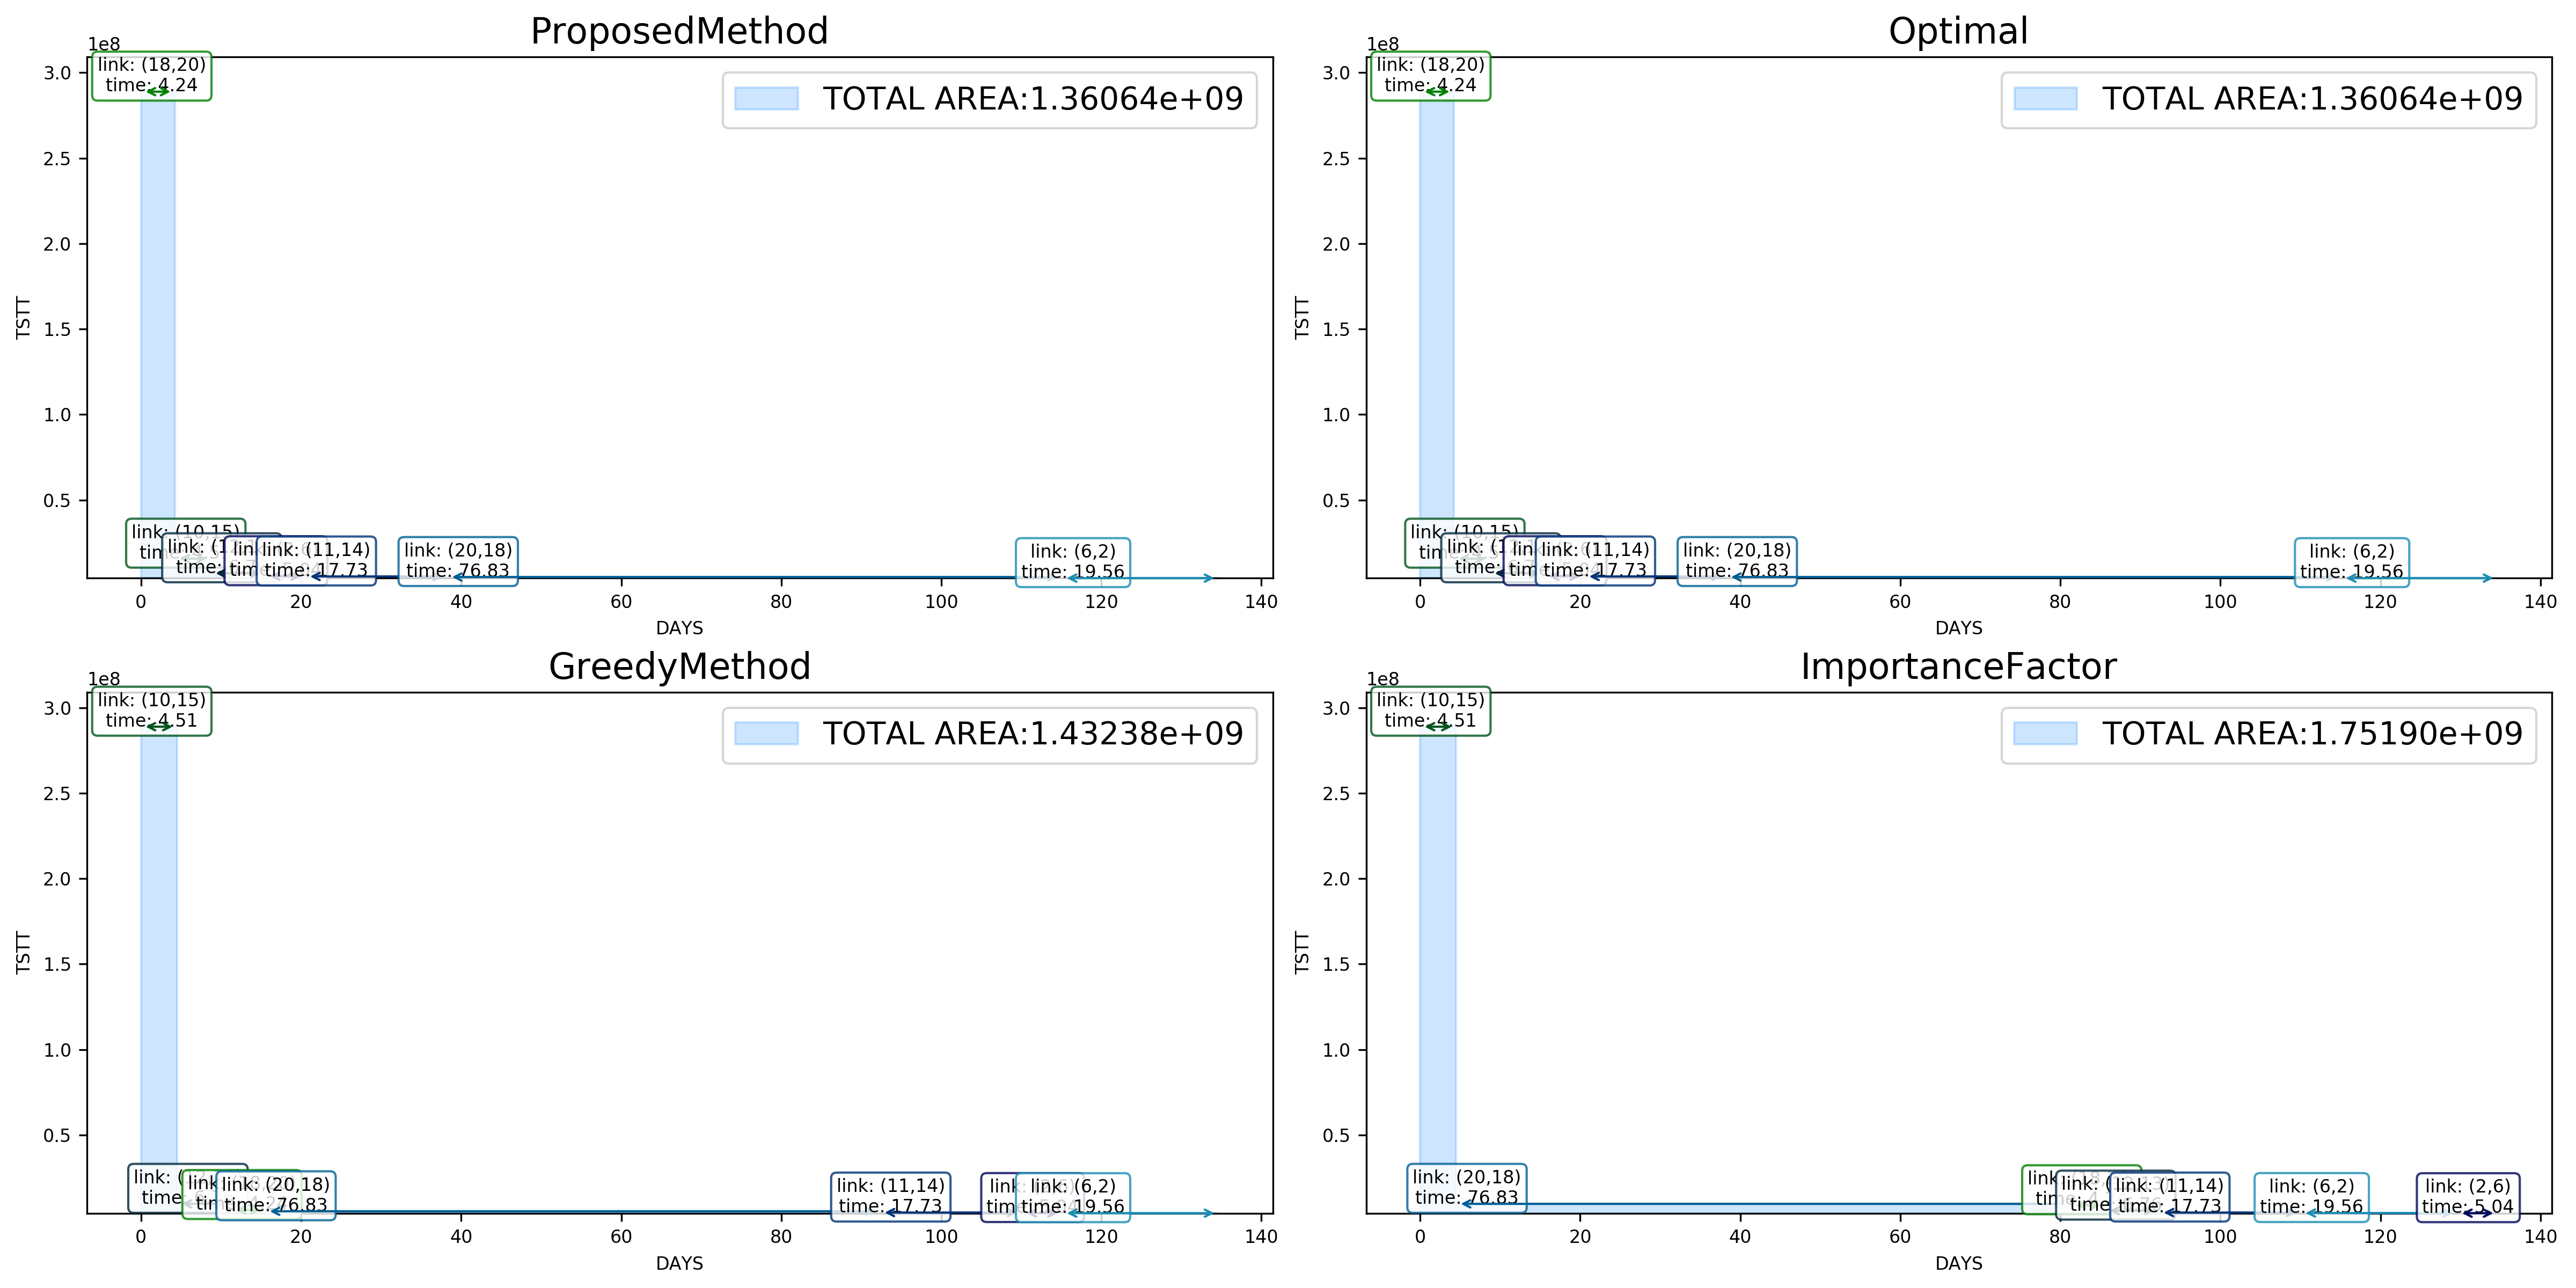 ProposedMethod
1e8
link: (18,20)
time: 4.24
TOTAL AREA:1.36064e+09
3.0
2.5
2.0
1.5
1.0
0.5
TSTT
link: (10,15)
link: (11,14)
time: 17.73
link: (20,18)
time: 76.83
link: (6,2)
time: 19.56
0 20 40 60 80 100 120 140
DAYS
Optimal
1e8
link: (18,20)
time: 4.24
TOTAL AREA:1.36064e+09
3.0
2.5
2.0
1.5
1.0
0.5
TSTT
link: (10,15)
link: (11,14)
time: 17.73
link: (20,18)
time: 76.83
link: (6,2)
time: 19.56
0 20 40 60 80 100 120 140
DAYS
GreedyMethod
1e8
link: (10,15)
time: 4.51
TOTAL AREA:1.43238e+09
3.0
2.5
2.0
1.5
1.0
0.5
TSTT
link: (20,18)
time: 76.83
link: (11,14)
time: 17.73
link: (6,2)
time: 19.56
0 20 40 60 80 100 120 140
DAYS
ImportanceFactor
1e8
link: (10,15)
time: 4.51
TOTAL AREA:1.75190e+09
3.0
2.5
2.0
1.5
1.0
0.5
TSTT
link: (20,18)
time: 76.83
link: (11,14)
time: 17.73
link: (6,2)
time: 19.56
link: (2,6)
time: 5.04
0 20 40 60 80 100 120 140
DAYS